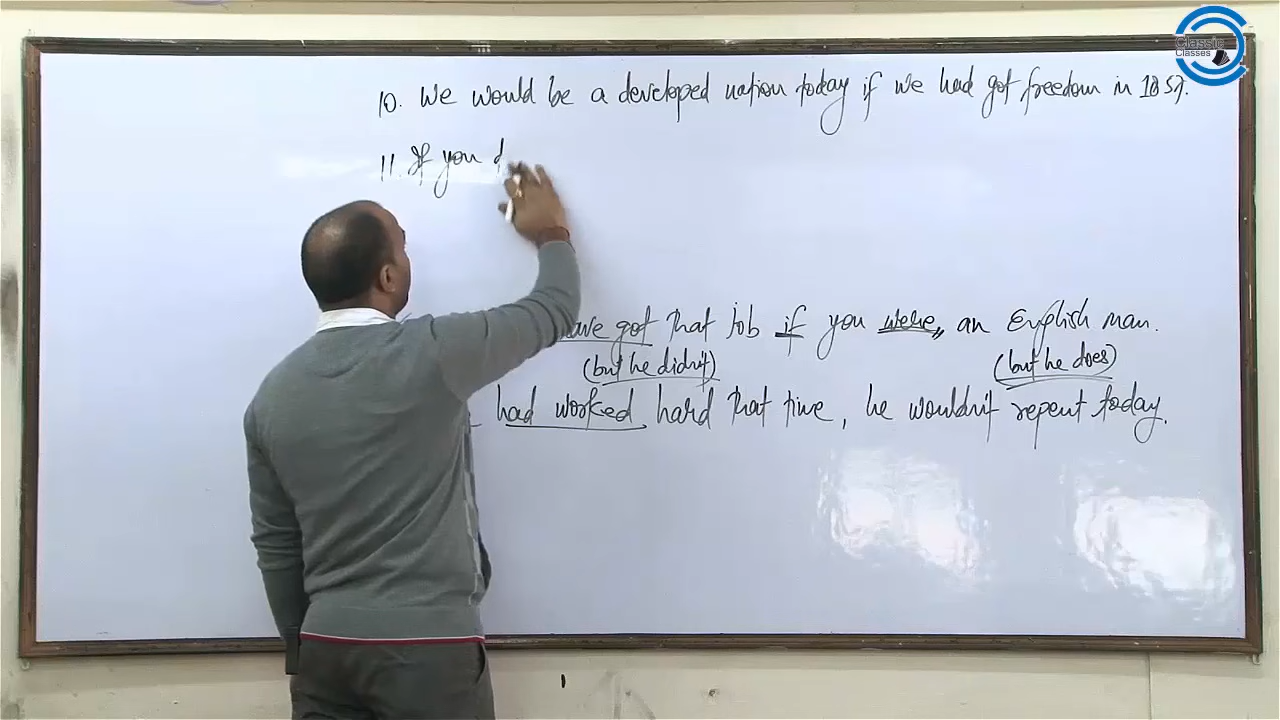 Classic
Classes
10. We would be a developed nation today if we had got freedom in 1857.
11. If you d
have got that job if you were, an English man.
(but he didn't) (but he does)
had worked hard that time, he wouldn't repent today.